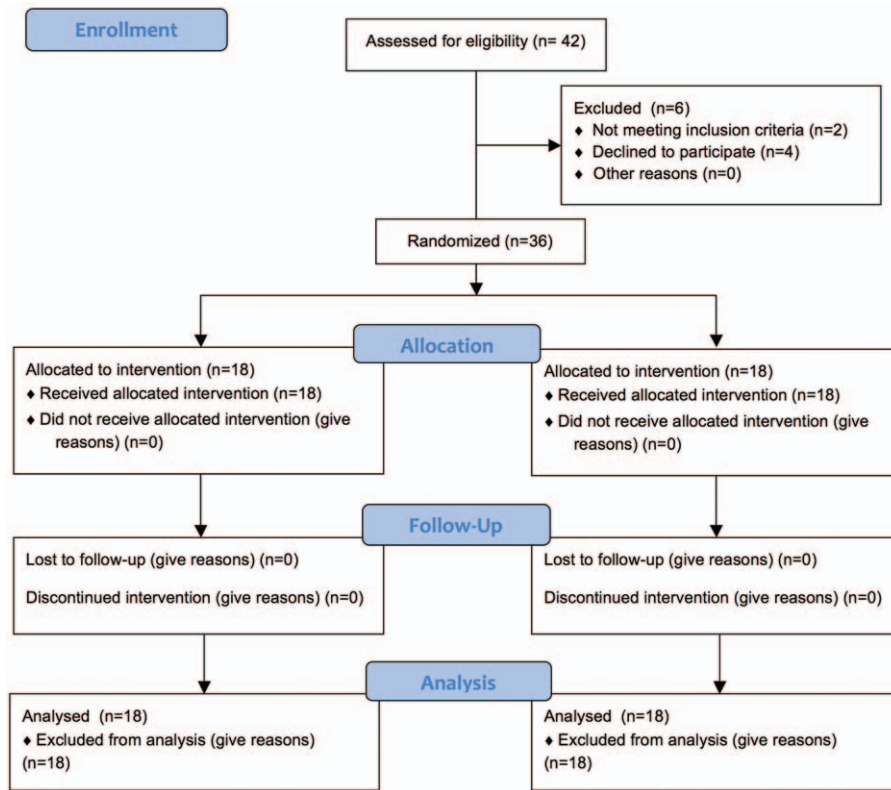 Enrollment
Assessed for eligibility (n= 42)
Excluded (n=6)
♦ Not meeting inclusion criteria (n=2)
♦ Declined to participate (n=4)
♦ Other reasons (n=0)
Randomized (n=36)
Allocation
Allocated to intervention (n=18)
♦ Received allocated intervention (n=18)
♦ Did not receive allocated intervention (give
reasons) (n=0)
Allocated to intervention (n=18)
♦ Received allocated intervention (n=18)
♦ Did not receive allocated intervention (give
reasons) (n=0)
Follow-Up
Lost to follow-up (give reasons) (n=0)
Discontinued intervention (give reasons) (n=0)
Lost to follow-up (give reasons) (n=0)
Discontinued intervention (give reasons) (n=0)
Analysis
Analysed (n=18)
♦ Excluded from analysis (give reasons)
(n=18)
Analysed (n=18)
♦ Excluded from analysis (give reasons)
(n=18)